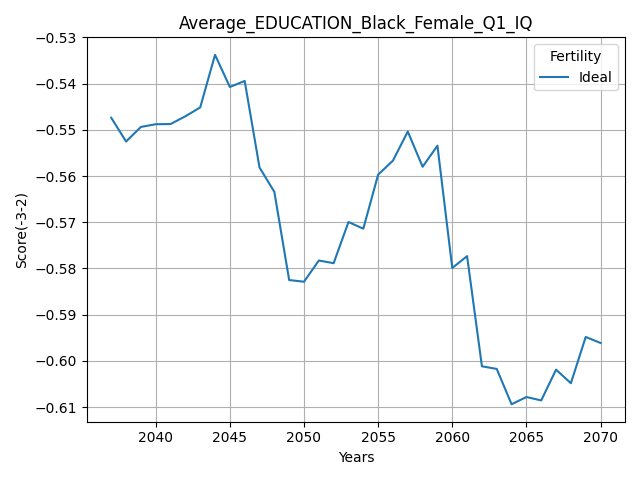 Average_EDUCATION_Black_Female_Q1_IQ
Fertility
Ideal
Score(-3-2)
−0.53
−0.54
−0.55
−0.56
−0.57
−0.58
−0.59
−0.60
−0.61
2040 2045 2050 2055 2060 2065 2070
Years